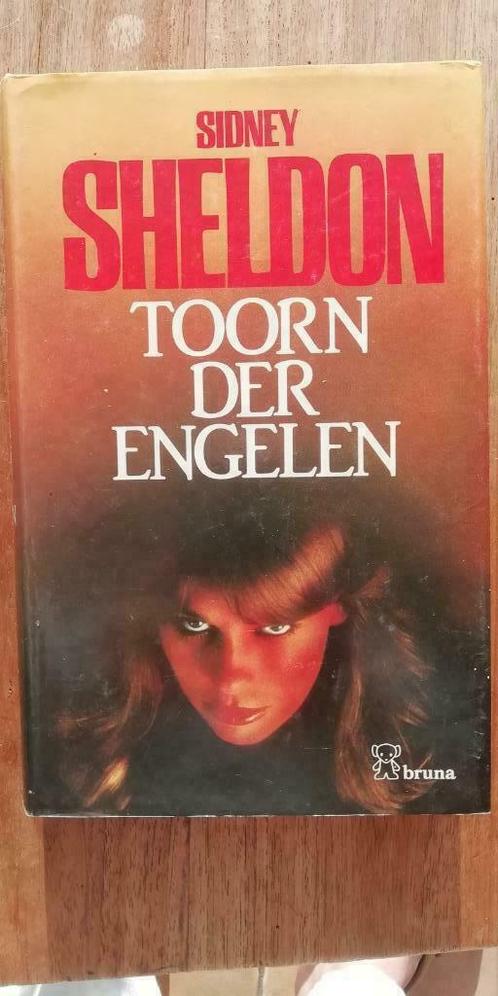 SIDNEY
SHELDON
TOORN
DER
ENGELEN
bruna